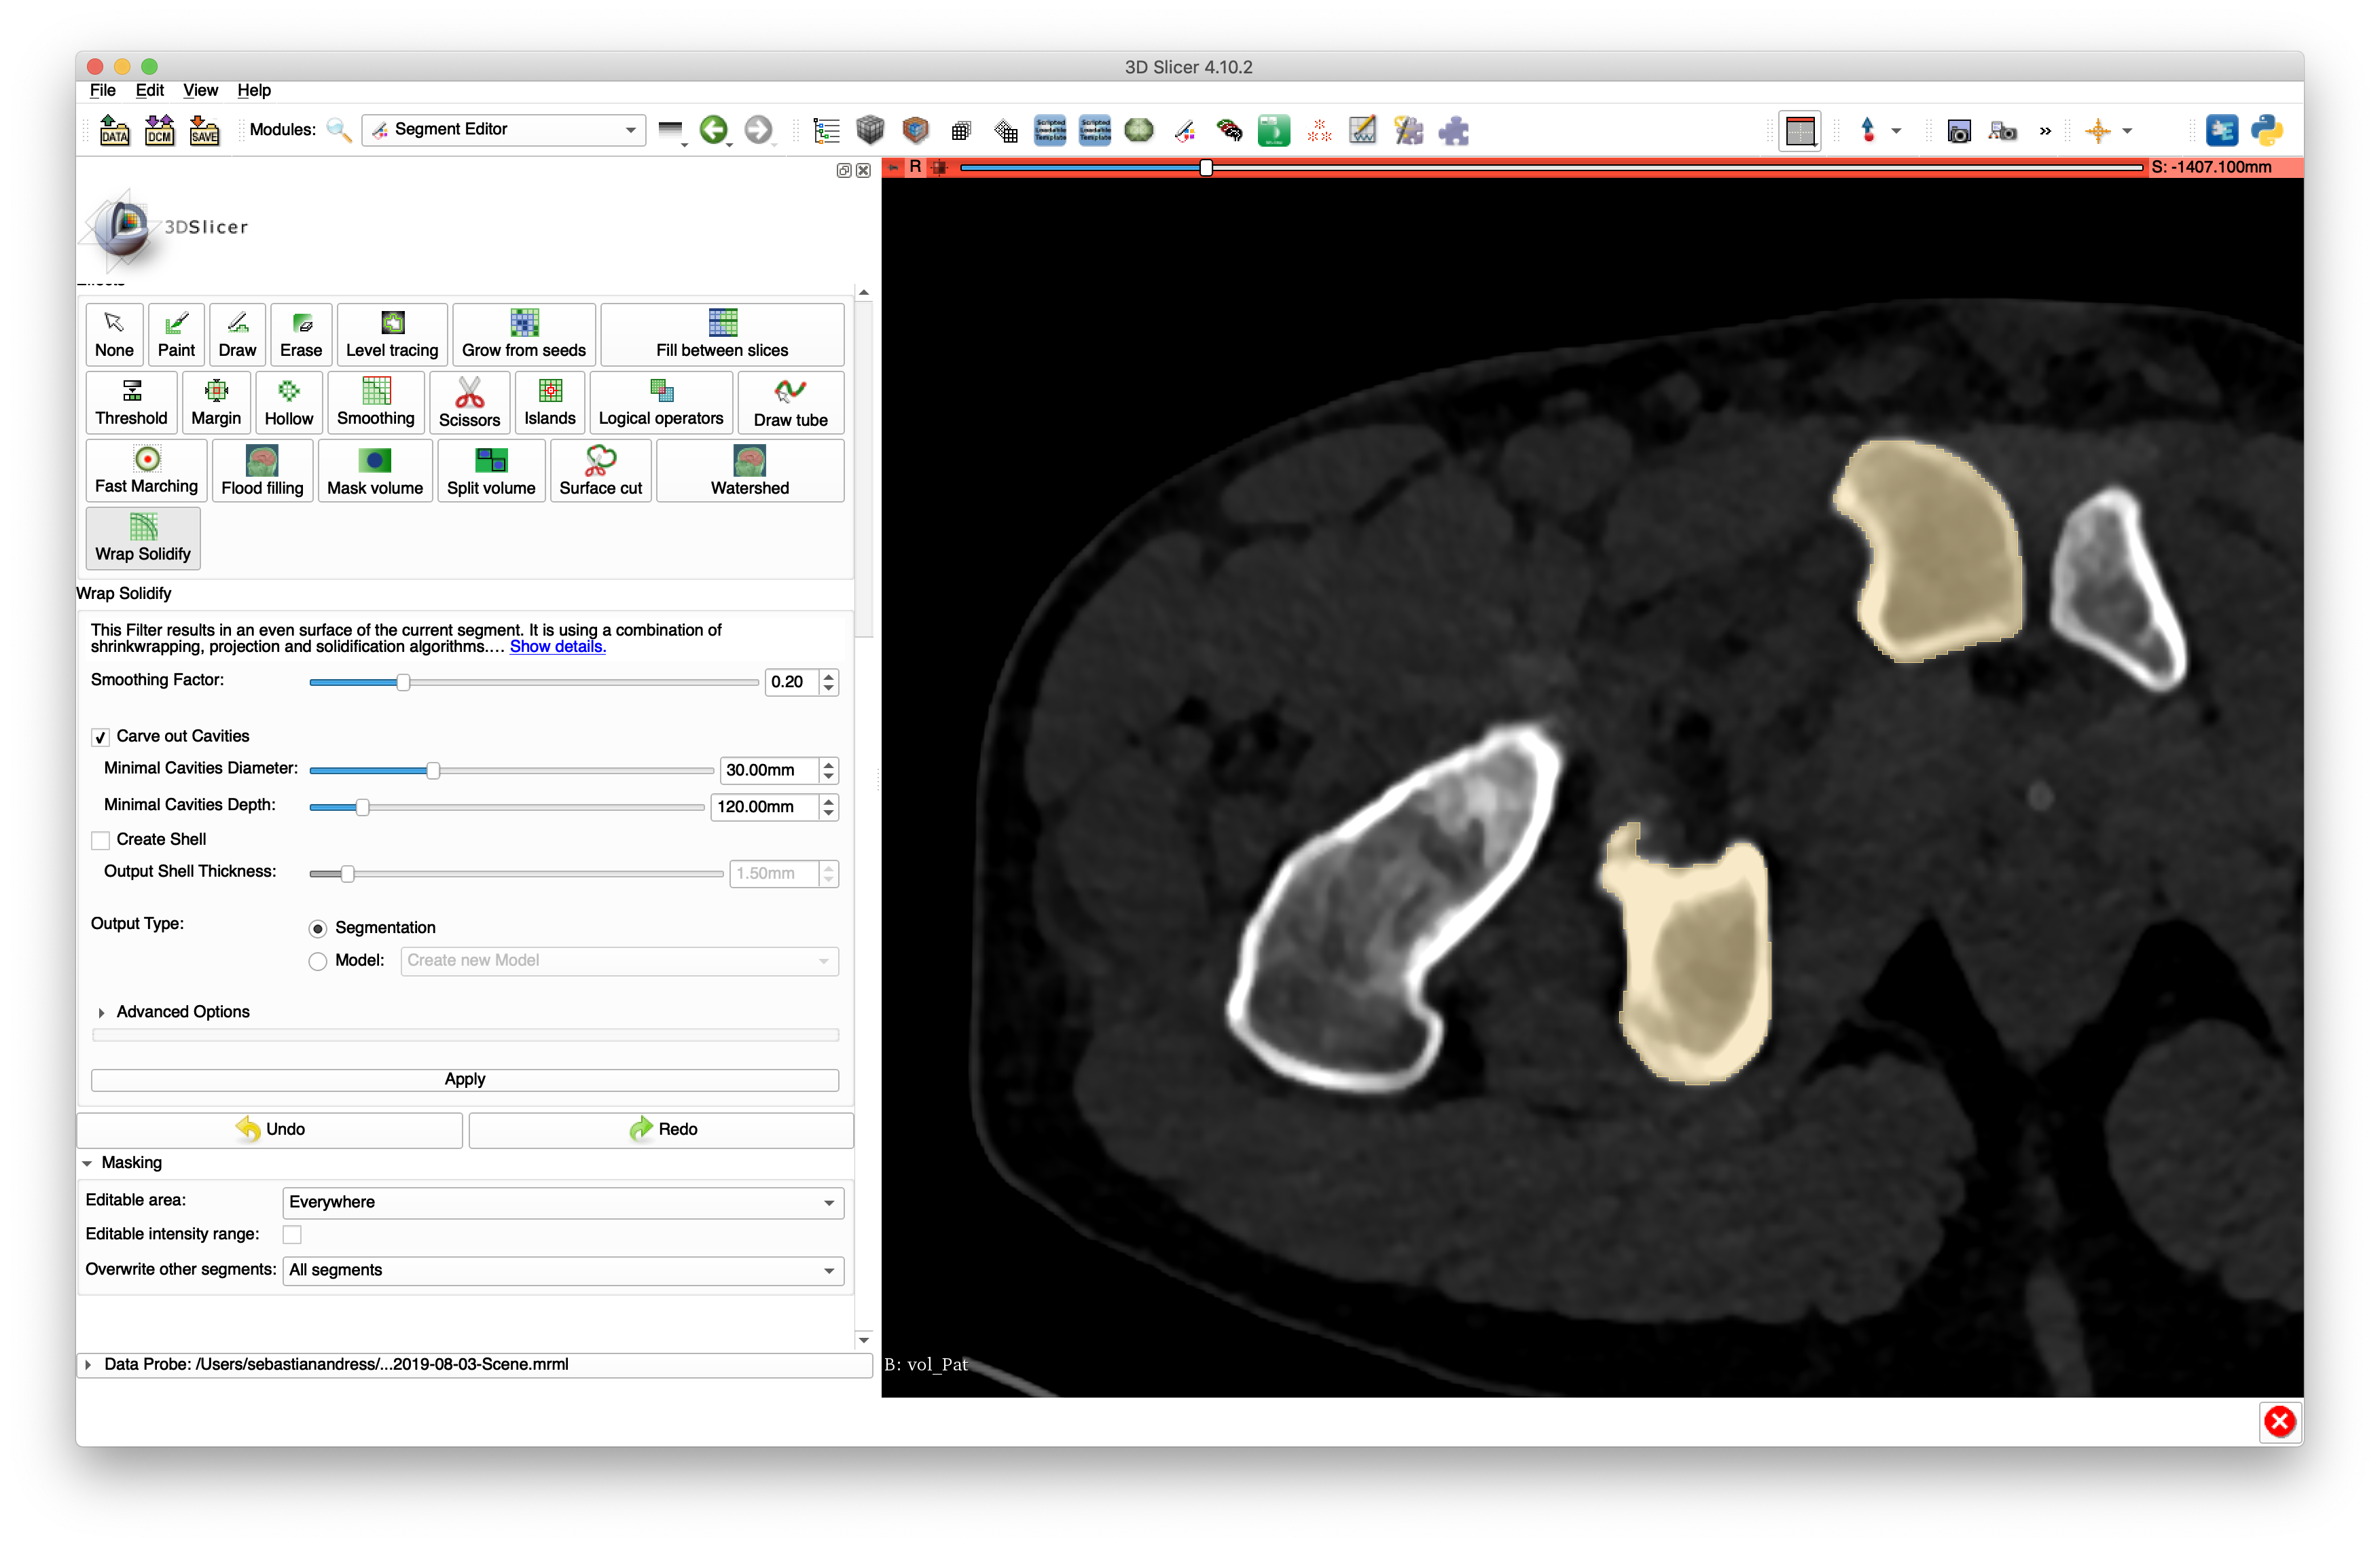 3D Slicer 4.10.2
File Edit View Help
DATA DCM SAVE Modules: Segment Editor
R S: -1407.100mm
3DSlicer
Effects
None Paint Draw Erase Level tracing Grow from seeds Fill between slices
Threshold Margin Hollow Smoothing Scissors Islands Logical operators Draw tube
Fast Marching Flood filling Mask volume Split volume Surface cut Watershed
Wrap Solidify
Wrap Solidify
This Filter results in an even surface of the current segment. It is using a combination of
shrinkwrapping, projection and solidification algorithms.... Show details.
Smoothing Factor: 0.20
Carve out Cavities
Minimal Cavities Diameter: 30.00mm
Minimal Cavities Depth: 120.00mm
Create Shell
Output Shell Thickness: 1.50mm
Output Type: Segmentation
Model: Create new Model
Advanced Options
Apply
Undo Redo
Masking
Editable area: Everywhere
Editable intensity range:
Overwrite other segments: All segments
Data Probe: /Users/sebastianandress/...2019-08-03-Scene.mrml
B: vol_Pat